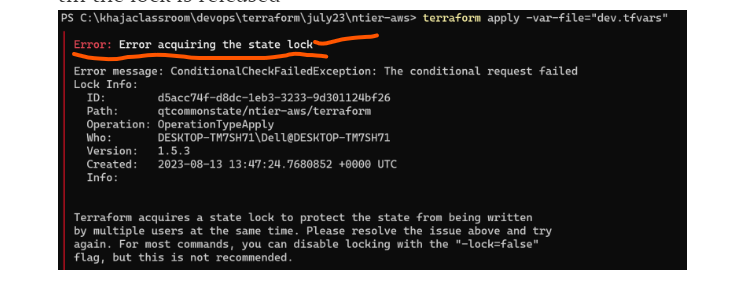 till the lock is released
PS C:\khajaclassroom\devops\terraform\july23\ntier-aws> terraform apply -var-file="dev.tfvars"
Error: Error acquiring the state lock
Error message: ConditionalCheckFailedException: The conditional request failed
Lock Info:
ID: d5acc74f-d8dc-1eb3-3233-9d301124bf26
Path: qtcommonstate/ntier-aws/terraform
Operation: OperationTypeApply
Who: DESKTOP-TM7SH71\Dell@DESKTOP-TM7SH71
Version: 1.5.3
Created: 2023-08-13 13:47:24.7680852 +0000 UTC
Info:
Terraform acquires a state lock to protect the state from being written
by multiple users at the same time. Please resolve the issue above and try
again. For most commands, you can disable locking with the "-lock=false"
flag, but this is not recommended.